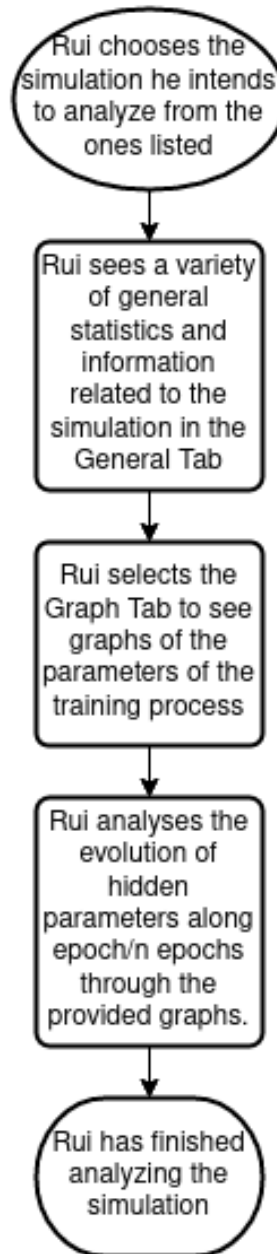 Rui chooses the
simulation he intends
to analyze from the
ones listed
Rui sees a variety
of general
statistics and
information
related to the
simulation in the
General Tab
Rui selects the
Graph Tab to see
graphs of the
parameters of the
training process
Rui analyses the
evolution of
hidden
parameters along
epoch/n epochs
through the
provided graphs.
Rui has finished
analyzing the
simulation